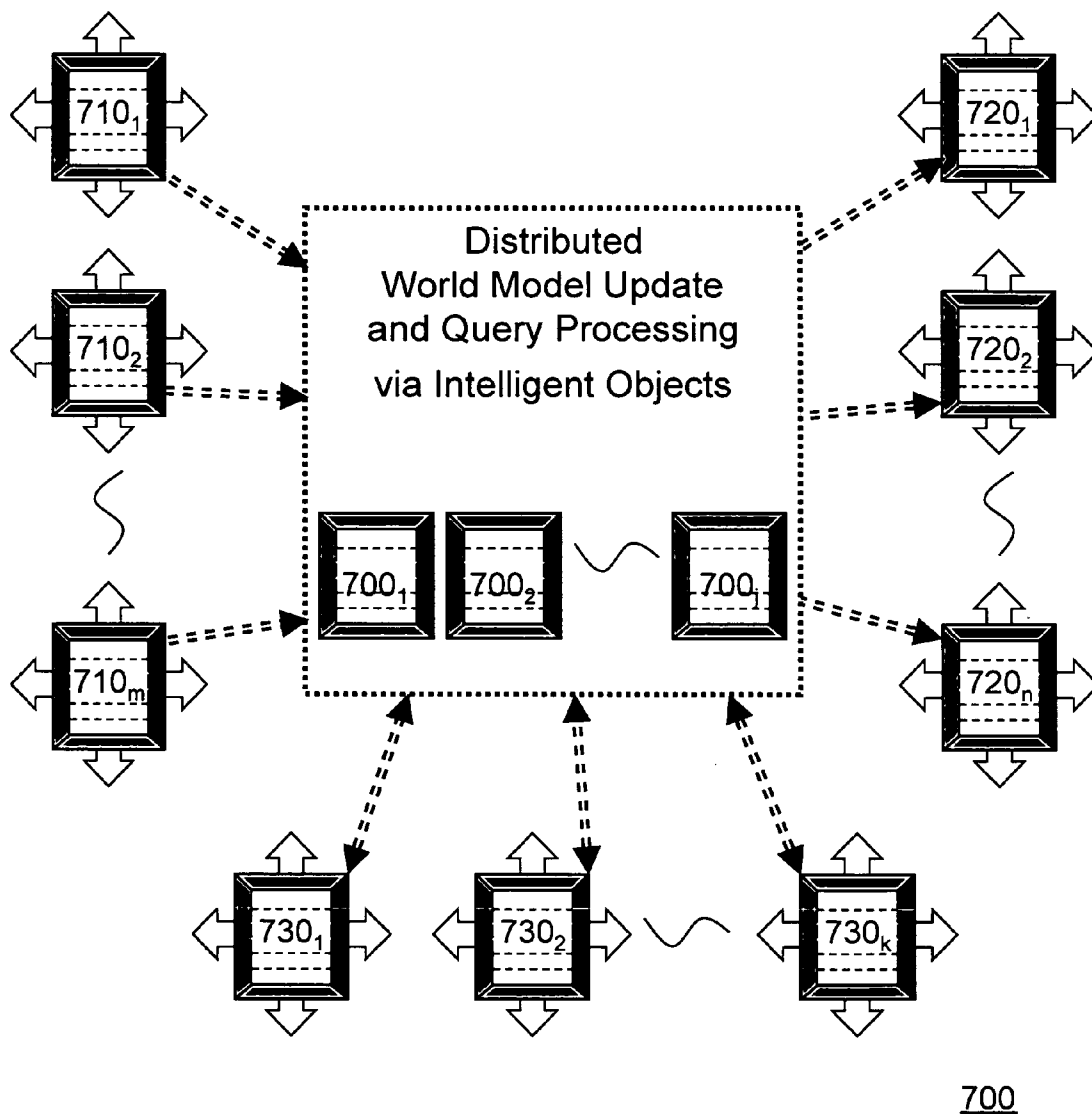 710₁
720₁
Distributed
World Model Update
and Query Processing
via Intelligent Objects
710₂
720₂
700₁
700₂
700ⱼ
710ₘ
720ₙ
730₁
730₂
730ₖ
700